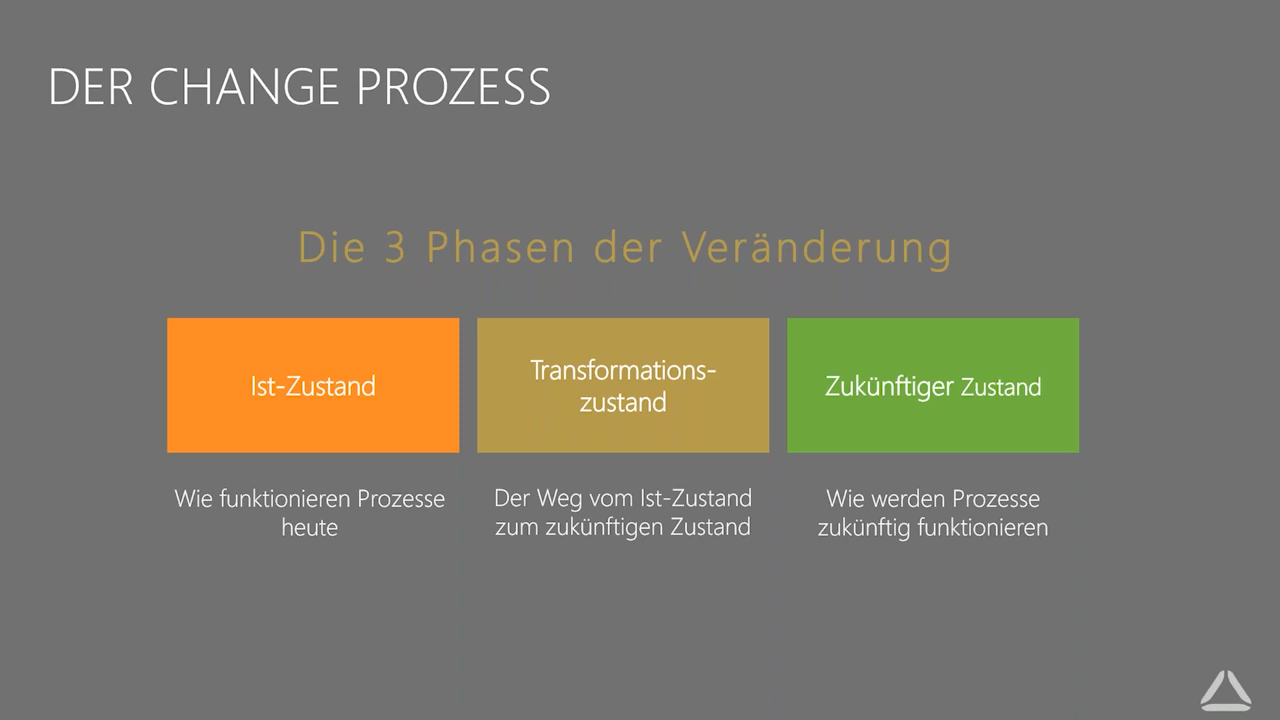 DER CHANGE PROZESS
Die 3 Phasen der Veränderung
Ist-Zustand
Transformations-
zustand
Zukünftiger Zustand
Wie funktionieren Prozesse
heute
Der Weg vom Ist-Zustand
zum zukünftigen Zustand
Wie werden Prozesse
zukünftig funktionieren